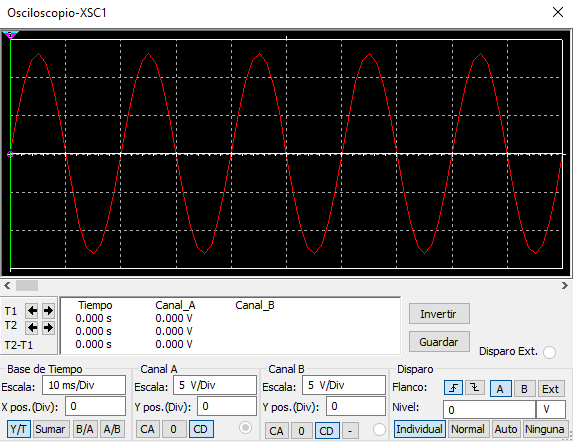 Osciloscopio-XSC1
Tiempo Canal_A Canal_B
T1 0.000 s 0.000 V
T2 0.000 s 0.000 V
T2-T1 0.000 s 0.000 V
Invertir
Guardar
Disparo Ext.
Base de Tiempo
Escala: 10 ms/Div
X pos.(Div): 0
Y/T Sumar B/A A/B
Canal A
Escala: 5 V/Div
Y pos.(Div): 0
CA 0 CD
Canal B
Escala: 5 V/Div
Y pos.(Div): 0
CA 0 CD -
Disparo
Flanco: A B Ext
Nivel: 0 V
Individual Normal Auto Ninguna